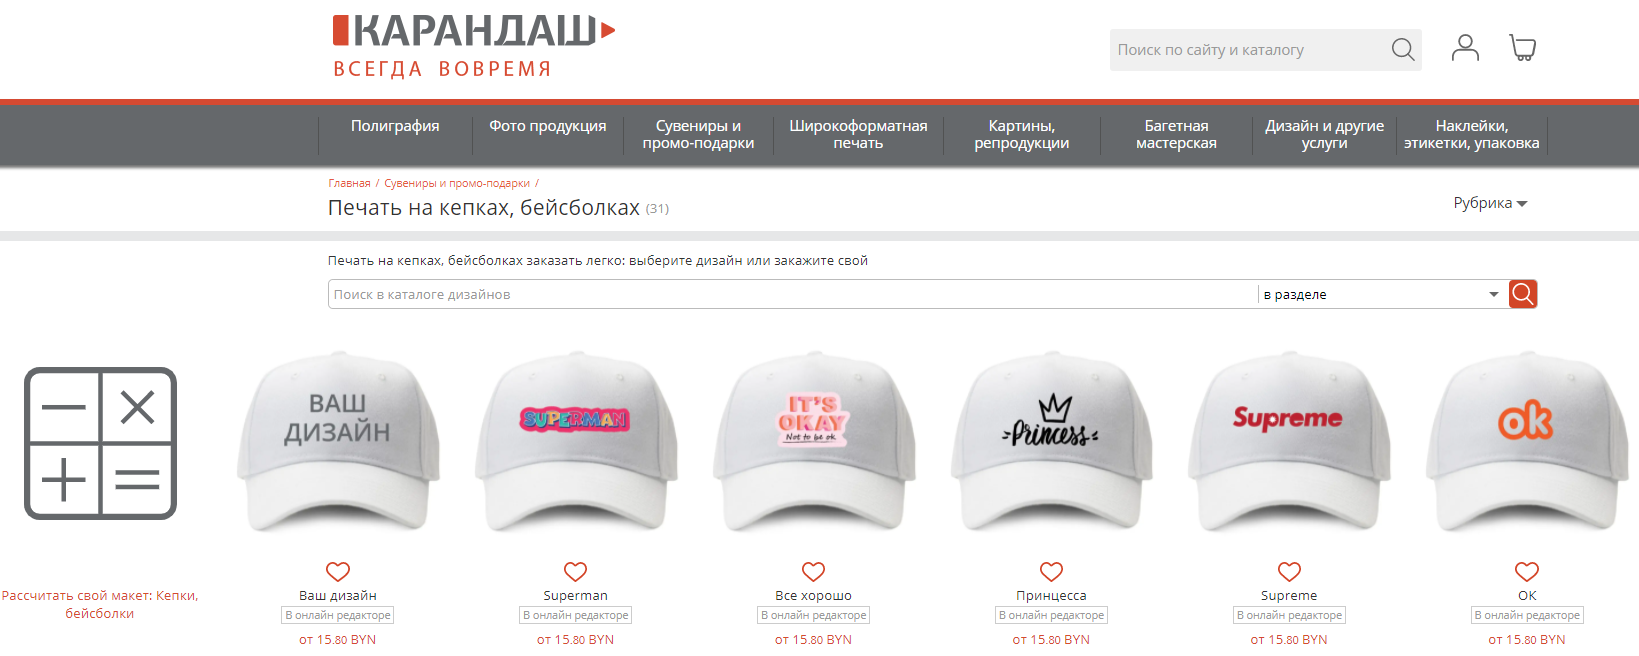 КАРАНДАШ
ВСЕГДА ВОВРЕМЯ
Поиск по сайту и каталогу
Полиграфия
Фото продукция
Сувениры и
промо-подарки
Широкоформатная
печать
Картины,
репродукции
Багетная
мастерская
Дизайн и другие
услуги
Наклейки,
этикетки, упаковка
Главная / Сувениры и промо-подарки /
Печать на кепках, бейсболках (31)
Рубрика
Печать на кепках, бейсболках заказать легко: выберите дизайн или закажите свой
Поиск в каталоге дизайнов
в разделе
ВАШ
ДИЗАЙН
SUPERMAN
IT'S
OKAY
Not to be ok
Princess
Supreme
ok
Рассчитать свой макет: Кепки,
бейсболки
Ваш дизайн
В онлайн редакторе
от 15.80 BYN
Superman
В онлайн редакторе
от 15.80 BYN
Все хорошо
В онлайн редакторе
от 15.80 BYN
Принцесса
В онлайн редакторе
от 15.80 BYN
Supreme
В онлайн редакторе
от 15.80 BYN
ОК
В онлайн редакторе
от 15.80 BYN